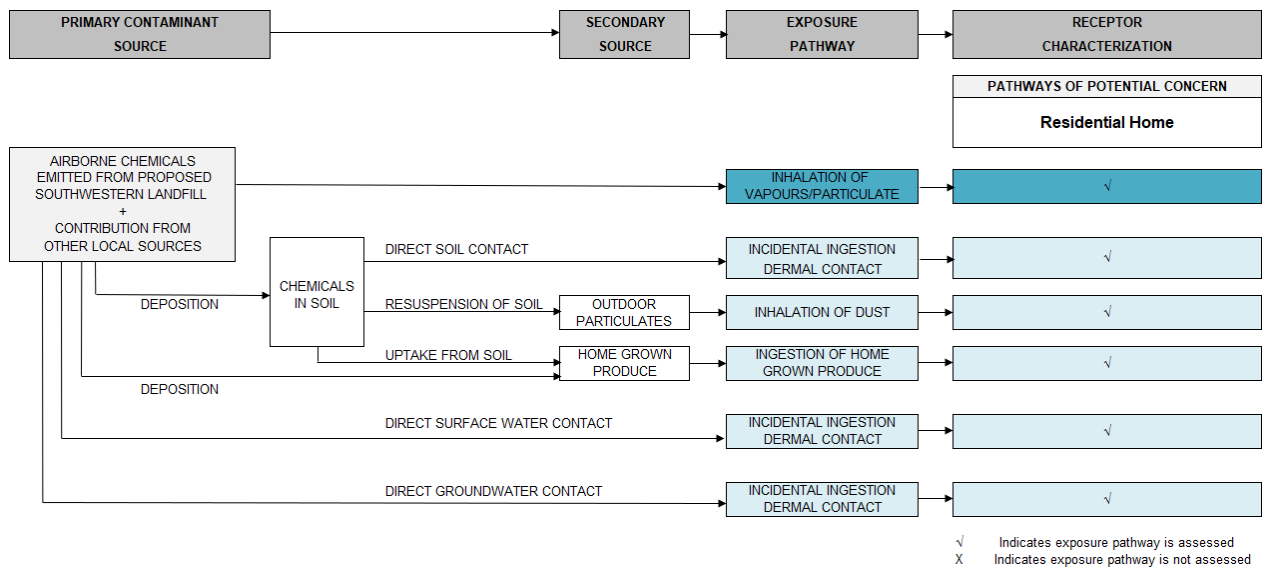 PRIMARY CONTAMINANT
SOURCE
SECONDARY
SOURCE
EXPOSURE
PATHWAY
RECEPTOR
CHARACTERIZATION
PATHWAYS OF POTENTIAL CONCERN
Residential Home
AIRBORNE CHEMICALS
EMITTED FROM PROPOSED
SOUTHWESTERN LANDFILL
+
CONTRIBUTION FROM
OTHER LOCAL SOURCES
INHALATION OF
VAPOURS/PARTICULATE
√
DEPOSITION
CHEMICALS
IN SOIL
DIRECT SOIL CONTACT
INCIDENTAL INGESTION
DERMAL CONTACT
√
RESUSPENSION OF SOIL
OUTDOOR
PARTICULATES
INHALATION OF DUST
√
UPTAKE FROM SOIL
HOME GROWN
PRODUCE
INGESTION OF HOME
GROWN PRODUCE
√
DEPOSITION
DIRECT SURFACE WATER CONTACT
INCIDENTAL INGESTION
DERMAL CONTACT
√
DIRECT GROUNDWATER CONTACT
INCIDENTAL INGESTION
DERMAL CONTACT
√
√ Indicates exposure pathway is assessed
X Indicates exposure pathway is not assessed